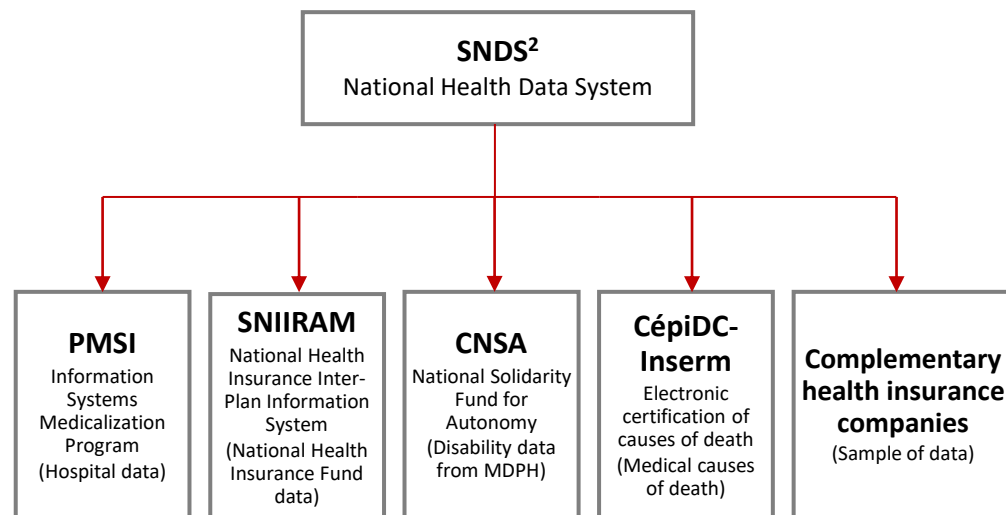 SNDS²
National Health Data System
PMSI
Information
Systems
Medicalization
Program
(Hospital data)
SNIIRAM
National Health
Insurance Inter-
Plan Information
System
(National Health
Insurance Fund
data)
CNSA
National Solidarity
Fund for
Autonomy
(Disability data
from MDPH)
CépiDC-
Inserm
Electronic
certification of
causes of death
(Medical causes
of death)
Complementary
health insurance
companies
(Sample of data)